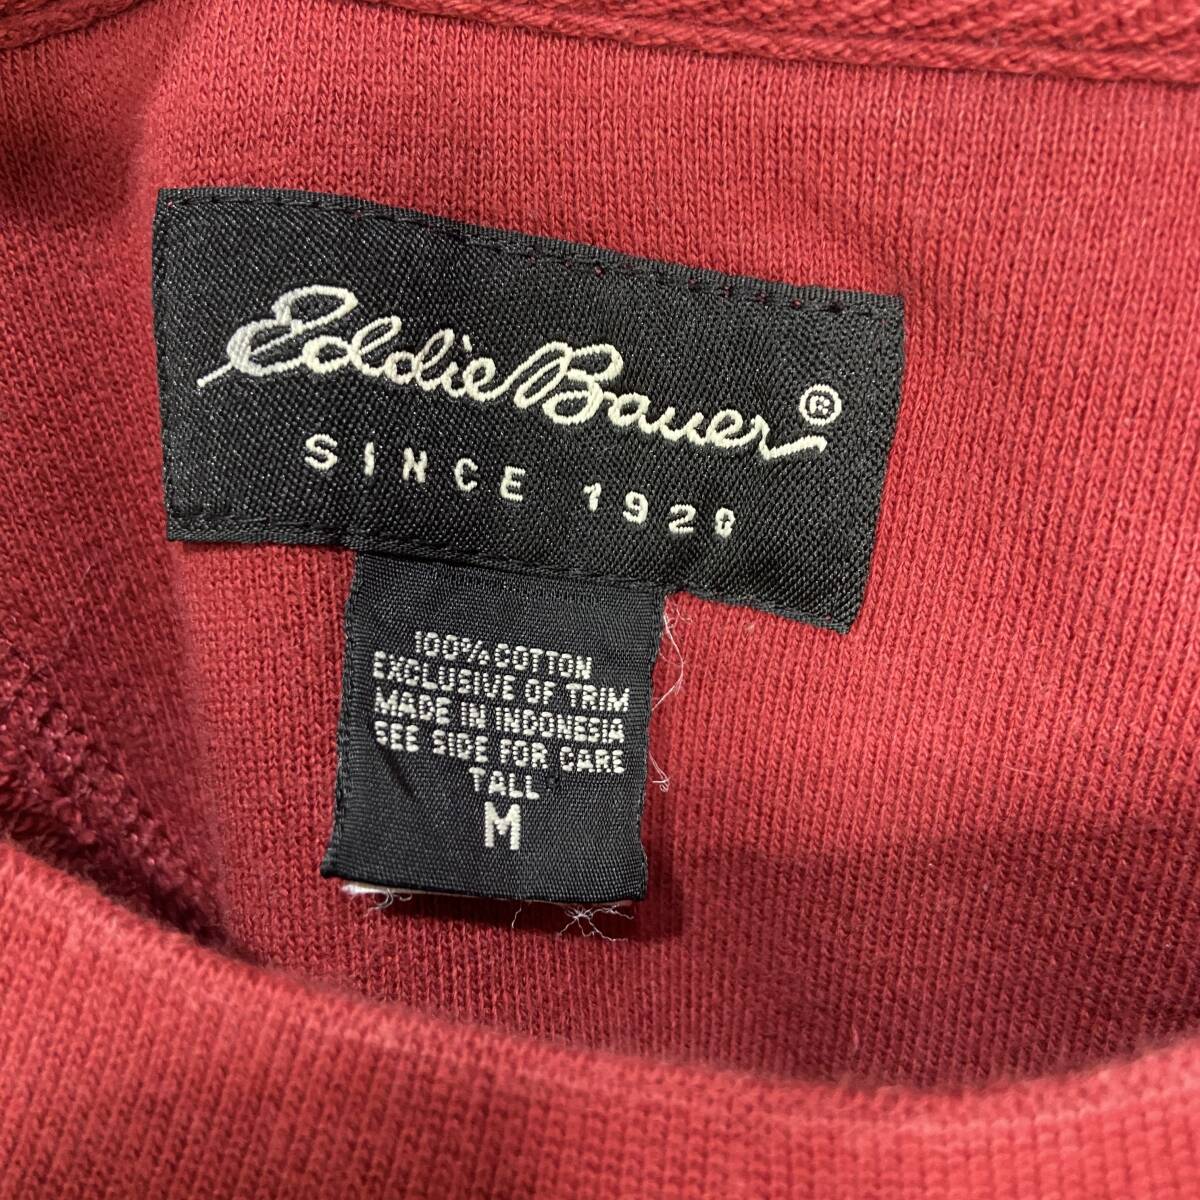 Eddie Bauer ®
SINCE 1920
100% COTTON
EXCLUSIVE OF TRIM
MADE IN INDONESIA
SEE SIDE FOR CARE
TALL
M